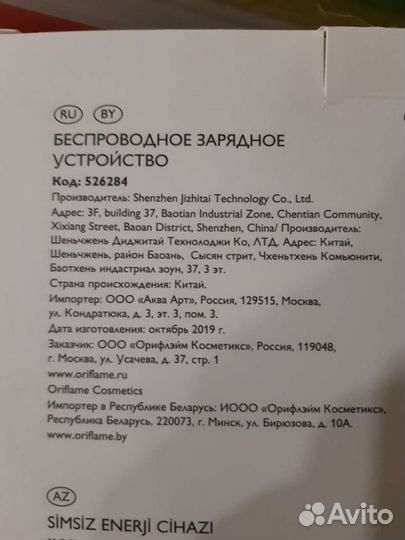 RU BY
БЕСПРОВОДНОЕ ЗАРЯДНОЕ
УСТРОЙСТВО
Код: 526284
Производитель: Shenzhen Jizhitai Technology Co., Ltd.
Адрес: 3F, building 37, Baotian Industrial Zone, Chentian Community,
Xixiang Street, Baoan District, Shenzhen, China/ Производитель:
Шеньчжень Диджитай Технолоджи Ко, ЛТД. Адрес: Китай,
Шеньчжень, район Баоань, Сысян стрит, Чхеньтхень Комьюнити,
Баотхень индастриал зоун, 37, 3 эт.
Страна происхождения: Китай.
Импортер: ООО «Аква Арт», Россия, 129515, Москва,
ул. Кондратюка, д. 3, эт. 3, пом. 3.
Дата изготовления: октябрь 2019 г.
Заказчик: ООО «Орифлэйм Косметикс», Россия, 119048,
г. Москва, ул. Усачева, д. 37, стр. 1
www.oriflame.ru
Oriflame Cosmetics
Импортер в Республике Беларусь: ИООО «Орифлэйм Косметикс»,
Республика Беларусь, 220073, г. Минск, ул. Бирюзова, д. 10А.
www.oriflame.by
AZ
SİMSİZ ENERJİ CİHAZI
Avito